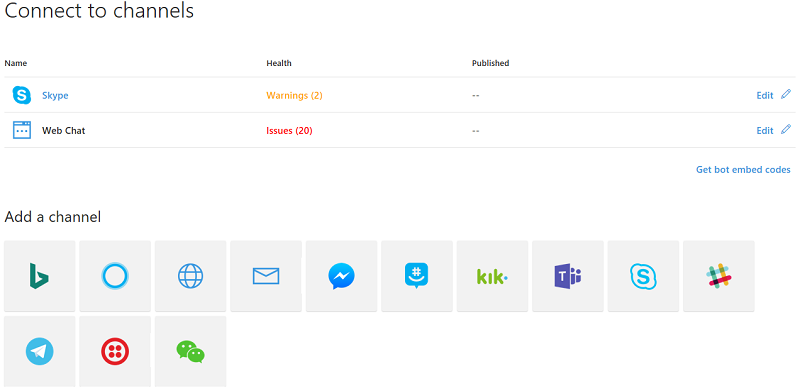 Connect to channels
Name Health Published
Skype Warnings (2) -- Edit
Web Chat Issues (20) -- Edit
Get bot embed codes
Add a channel
kik.